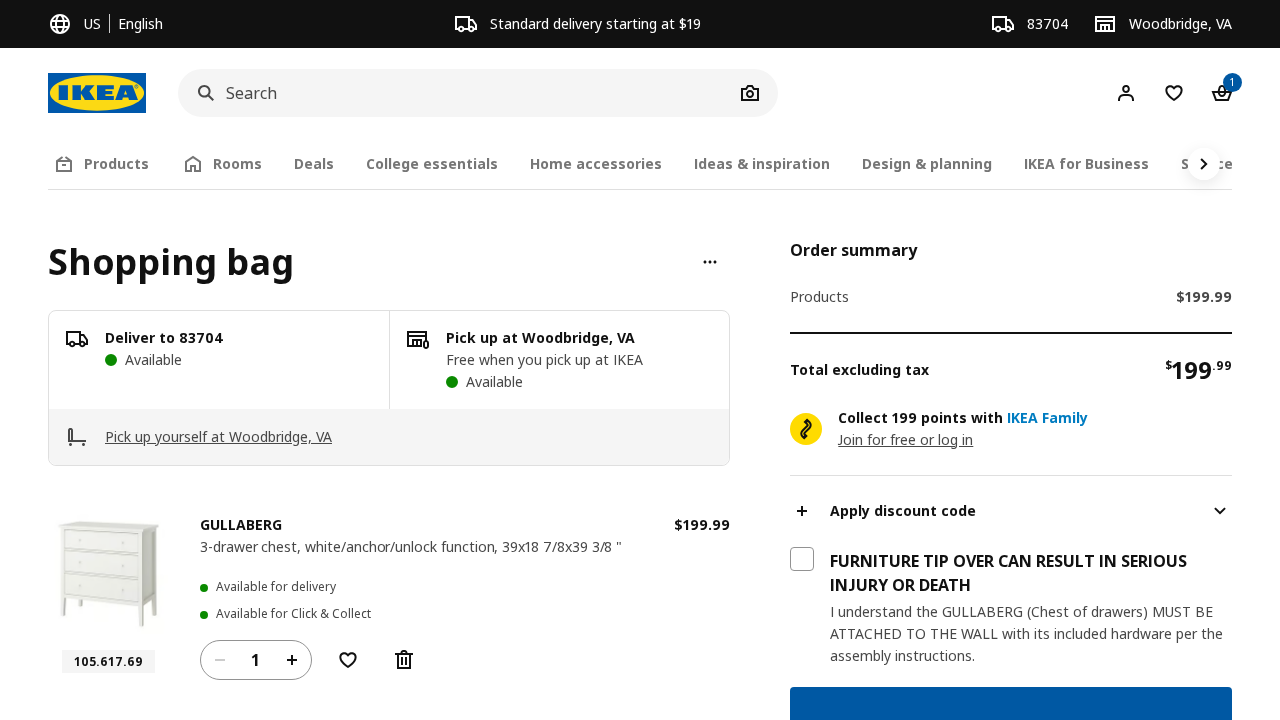 US | English
Standard delivery starting at $19
83704
Woodbridge, VA
IKEA
Search
1
Products
Rooms
Deals
College essentials
Home accessories
Ideas & inspiration
Design & planning
IKEA for Business
Shopping bag
Deliver to 83704
Available
Pick up at Woodbridge, VA
Free when you pick up at IKEA
Available
Pick up yourself at Woodbridge, VA
GULLABERG
$199.99
3-drawer chest, white/anchor/unlock function, 39x18 7/8x39 3/8 "
Available for delivery
Available for Click & Collect
1
105.617.69
Order summary
Products
$199.99
Total excluding tax
$199.99
Collect 199 points with IKEA Family
Join for free or log in
Apply discount code
FURNITURE TIP OVER CAN RESULT IN SERIOUS
INJURY OR DEATH
I understand the GULLABERG (Chest of drawers) MUST BE
ATTACHED TO THE WALL with its included hardware per the
assembly instructions.